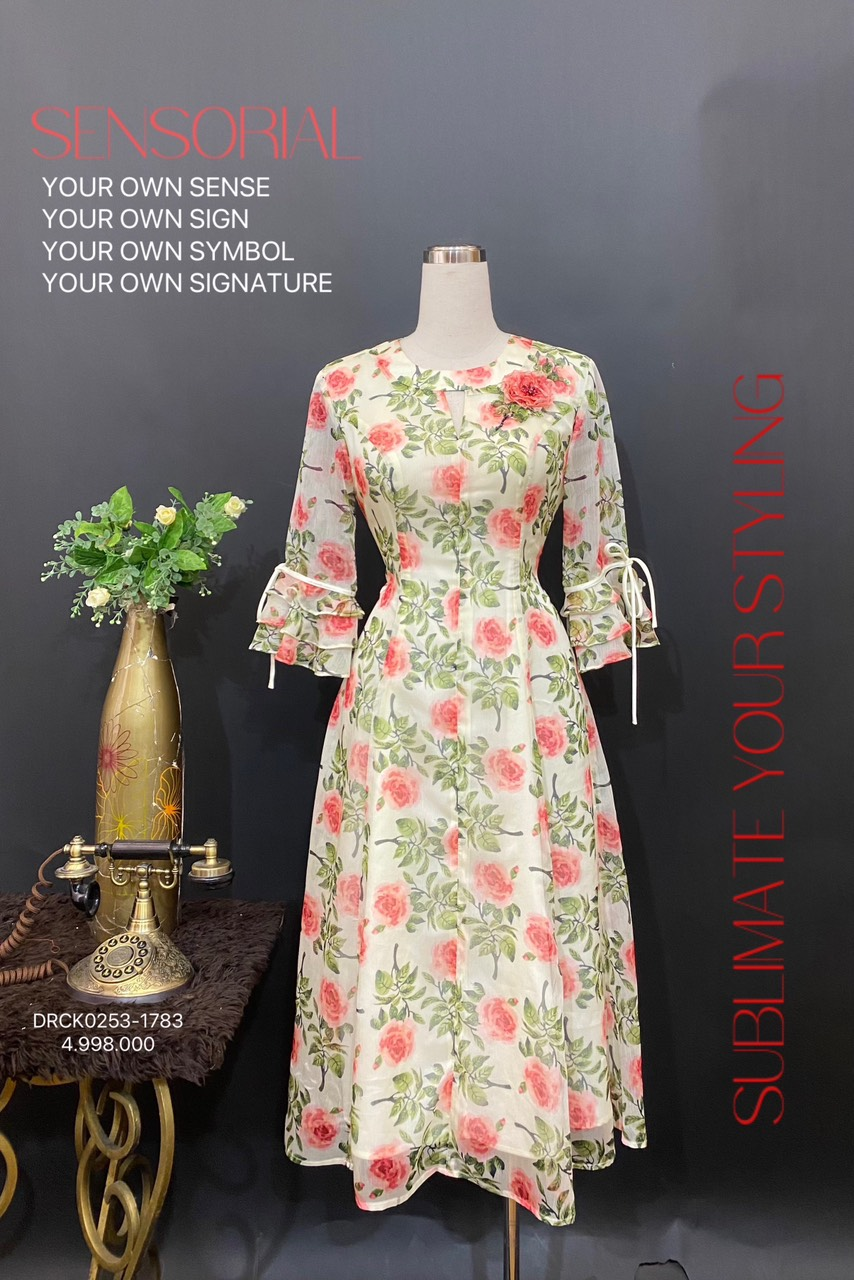 SENSORIAL
YOUR OWN SENSE
YOUR OWN SIGN
YOUR OWN SYMBOL
YOUR OWN SIGNATURE
SUBLIMATE YOUR STYLING
DRCK0253-1783
4.998.000